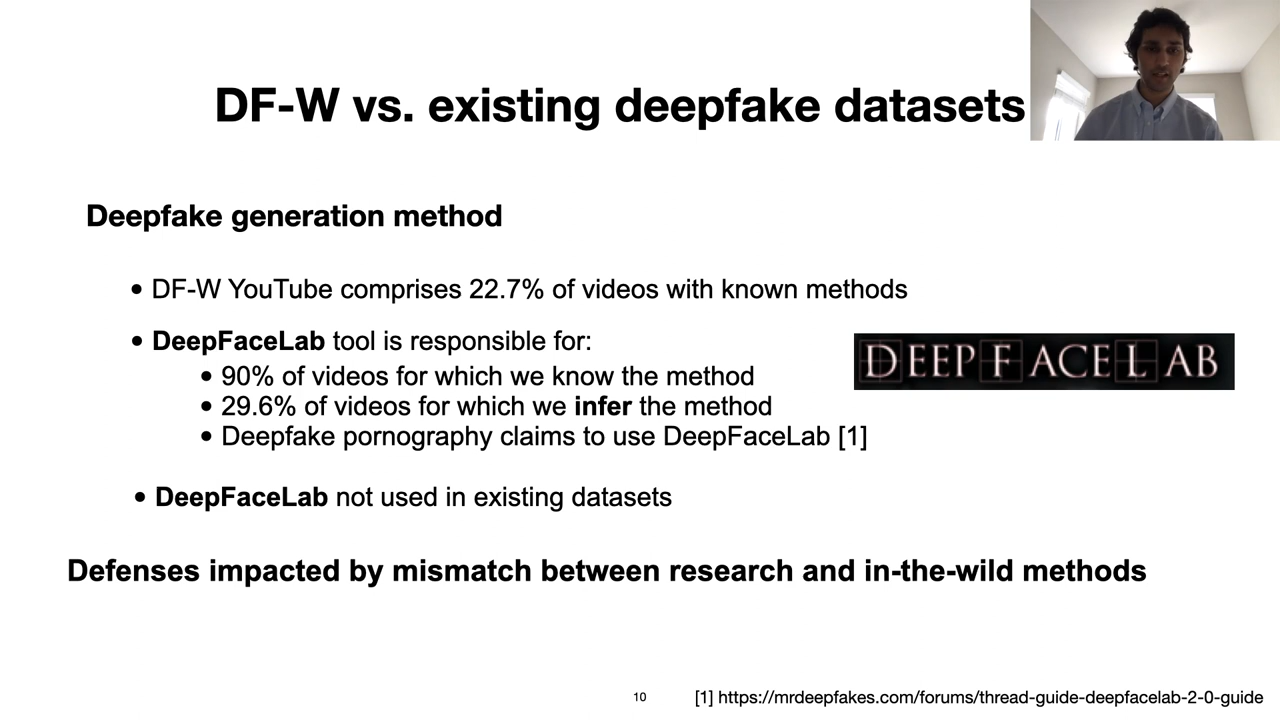 DF-W vs. existing deepfake datasets
Deepfake generation method
• DF-W YouTube comprises 22.7% of videos with known methods
• DeepFaceLab tool is responsible for:
• 90% of videos for which we know the method
• 29.6% of videos for which we infer the method
• Deepfake pornography claims to use DeepFaceLab [1]
DEEPFACELAB
• DeepFaceLab not used in existing datasets
Defenses impacted by mismatch between research and in-the-wild methods
10
[1] https://mrdeepfakes.com/forums/thread-guide-deepfacelab-2-0-guide